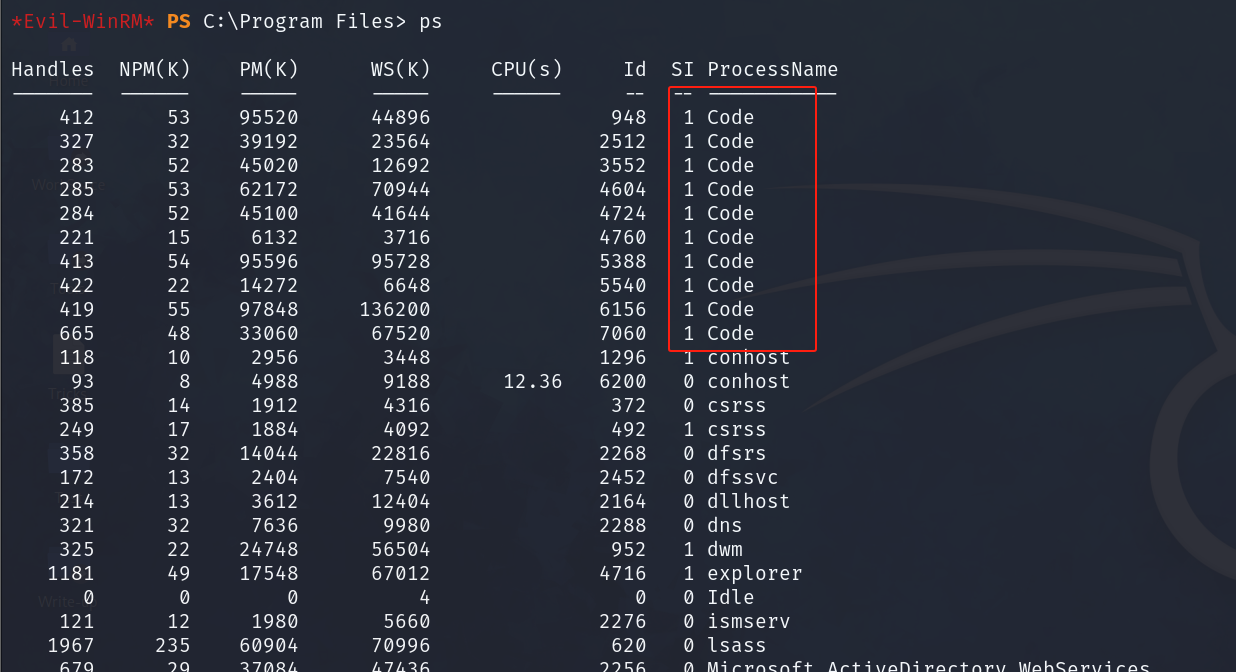 *Evil-WinRM* PS C:\Program Files> ps
Handles NPM(K) PM(K) WS(K) CPU(s) Id SI ProcessName
412 53 95520 44896 948 1 Code
327 32 39192 23564 2512 1 Code
283 52 45020 12692 3552 1 Code
285 53 62172 70944 4604 1 Code
284 52 45100 41644 4724 1 Code
221 15 6132 3716 4760 1 Code
413 54 95596 95728 5388 1 Code
422 22 14272 6648 5540 1 Code
419 55 97848 136200 6156 1 Code
665 48 33060 67520 7060 1 Code
118 10 2956 3448 1296 1 conhost
93 8 4988 9188 12.36 6200 0 conhost
385 14 1912 4316 372 0 csrss
249 17 1884 4092 492 1 csrss
358 32 14044 22816 2268 0 dfsrs
172 13 2404 7540 2452 0 dfssvc
214 13 3612 12404 2164 0 dllhost
321 32 7636 9980 2288 0 dns
325 22 24748 56504 952 1 dwm
1181 49 17548 67012 4716 1 explorer
0 0 0 4 0 0 Idle
121 12 1980 5660 2276 0 ismserv
1967 235 60904 70996 620 0 lsass
679 29 37084 47436 2256 0 Microsoft.ActiveDirectory.WebServices